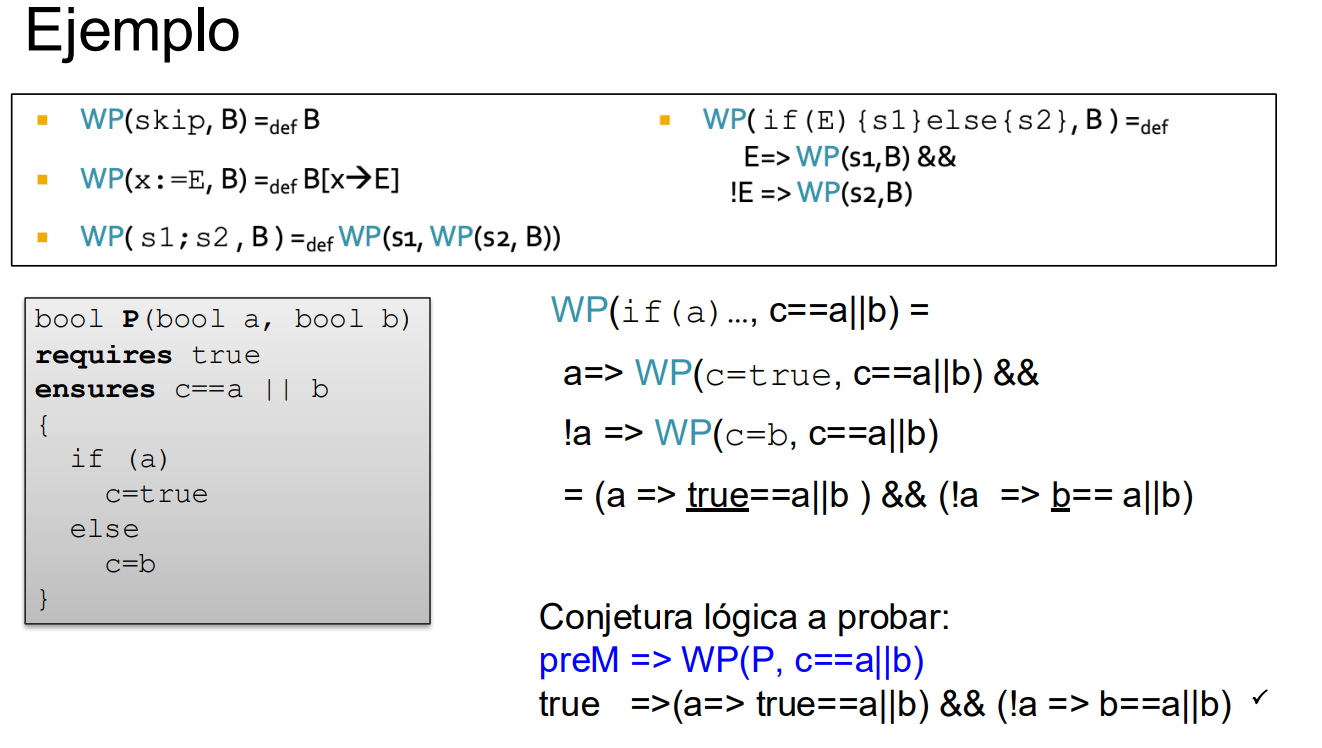 Ejemplo
▪ WP(skip, B) =def B
▪ WP(x:=E, B) =def B[x→E]
▪ WP( s1;s2 , B ) =def WP(s1, WP(s2, B))
▪ WP( if(E){s1}else{s2}, B ) =def
E=> WP(s1,B) &&
!E => WP(s2,B)
bool P(bool a, bool b)
requires true
ensures c==a || b
{
if (a)
c=true
else
c=b
}
WP(if(a)…, c==a||b) =
a=> WP(c=true, c==a||b) &&
!a => WP(c=b, c==a||b)
= (a => true==a||b ) && (!a => b== a||b)
Conjetura lógica a probar:
preM => WP(P, c==a||b)
true =>(a=> true==a||b) && (!a => b==a||b) ✓